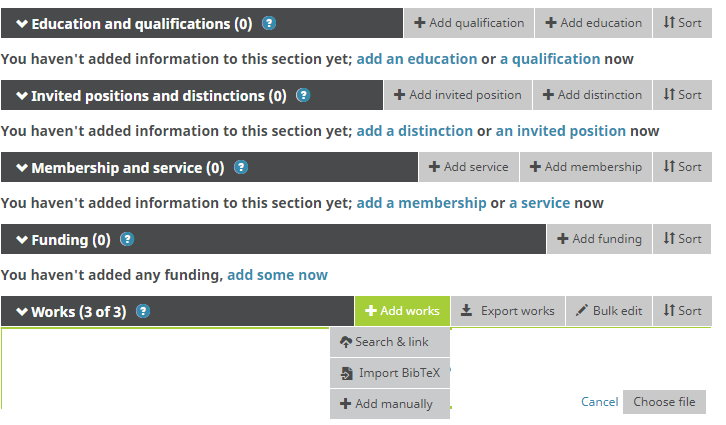 Education and qualifications (0) ? Add qualification Add education Sort
You haven't added information to this section yet; add an education or a qualification now
Invited positions and distinctions (0) ? Add invited position Add distinction Sort
You haven't added information to this section yet; add a distinction or an invited position now
Membership and service (0) ? Add service Add membership Sort
You haven't added information to this section yet; add a membership or a service now
Funding (0) ? Add funding Sort
You haven't added any funding, add some now
Works (3 of 3) ? Add works Export works Bulk edit Sort
Search & link
Import BibTeX
Add manually
Cancel Choose file